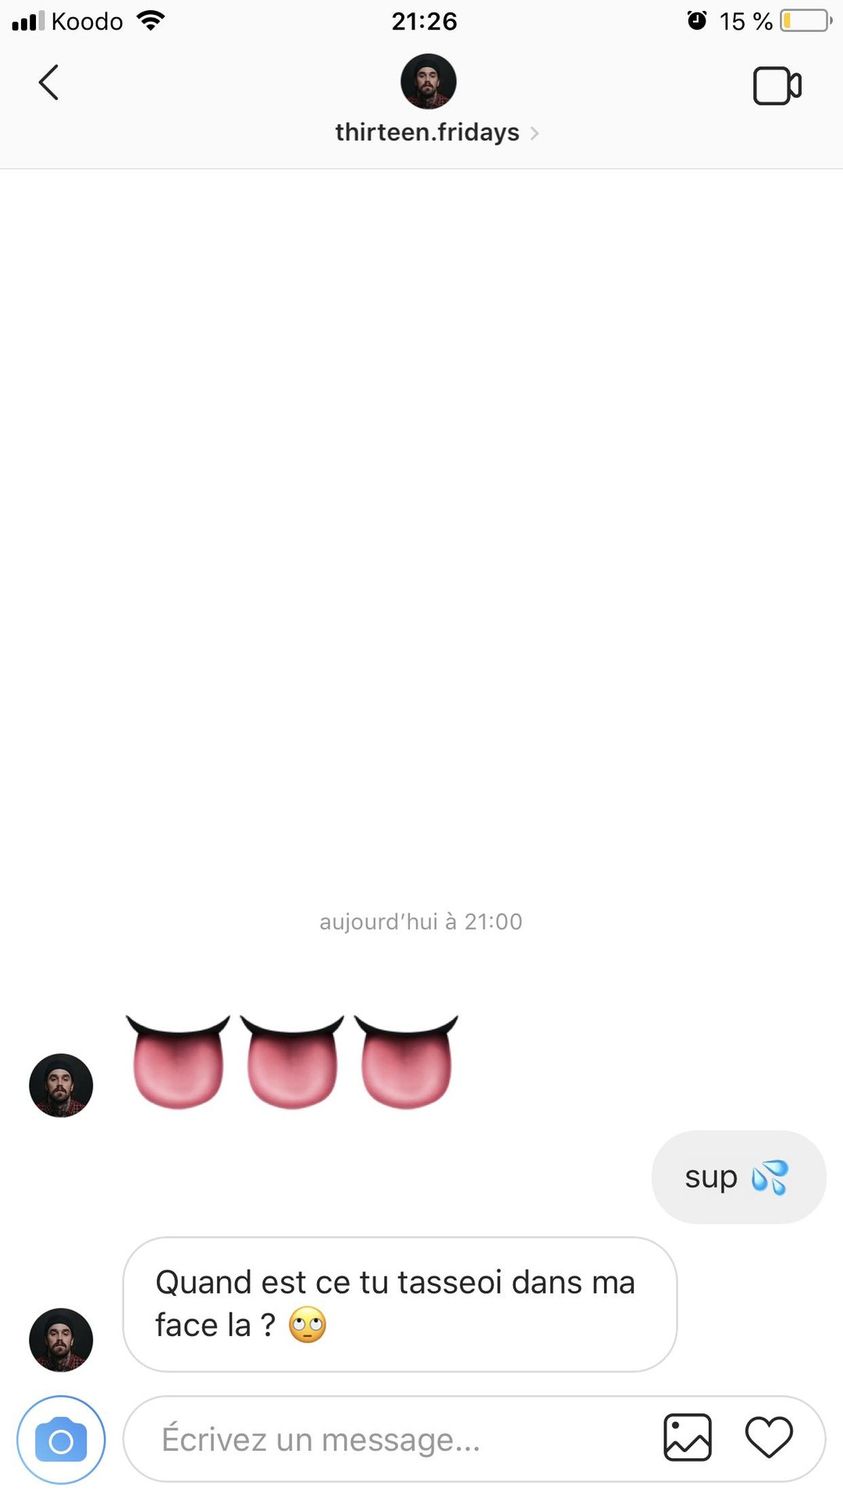 Koodo 21:26 15 %
thirteen.fridays
aujourd’hui à 21:00
👅👅👅
sup 💦
Quand est ce tu tasseoi dans ma
face la ? 🙄
Écrivez un message...